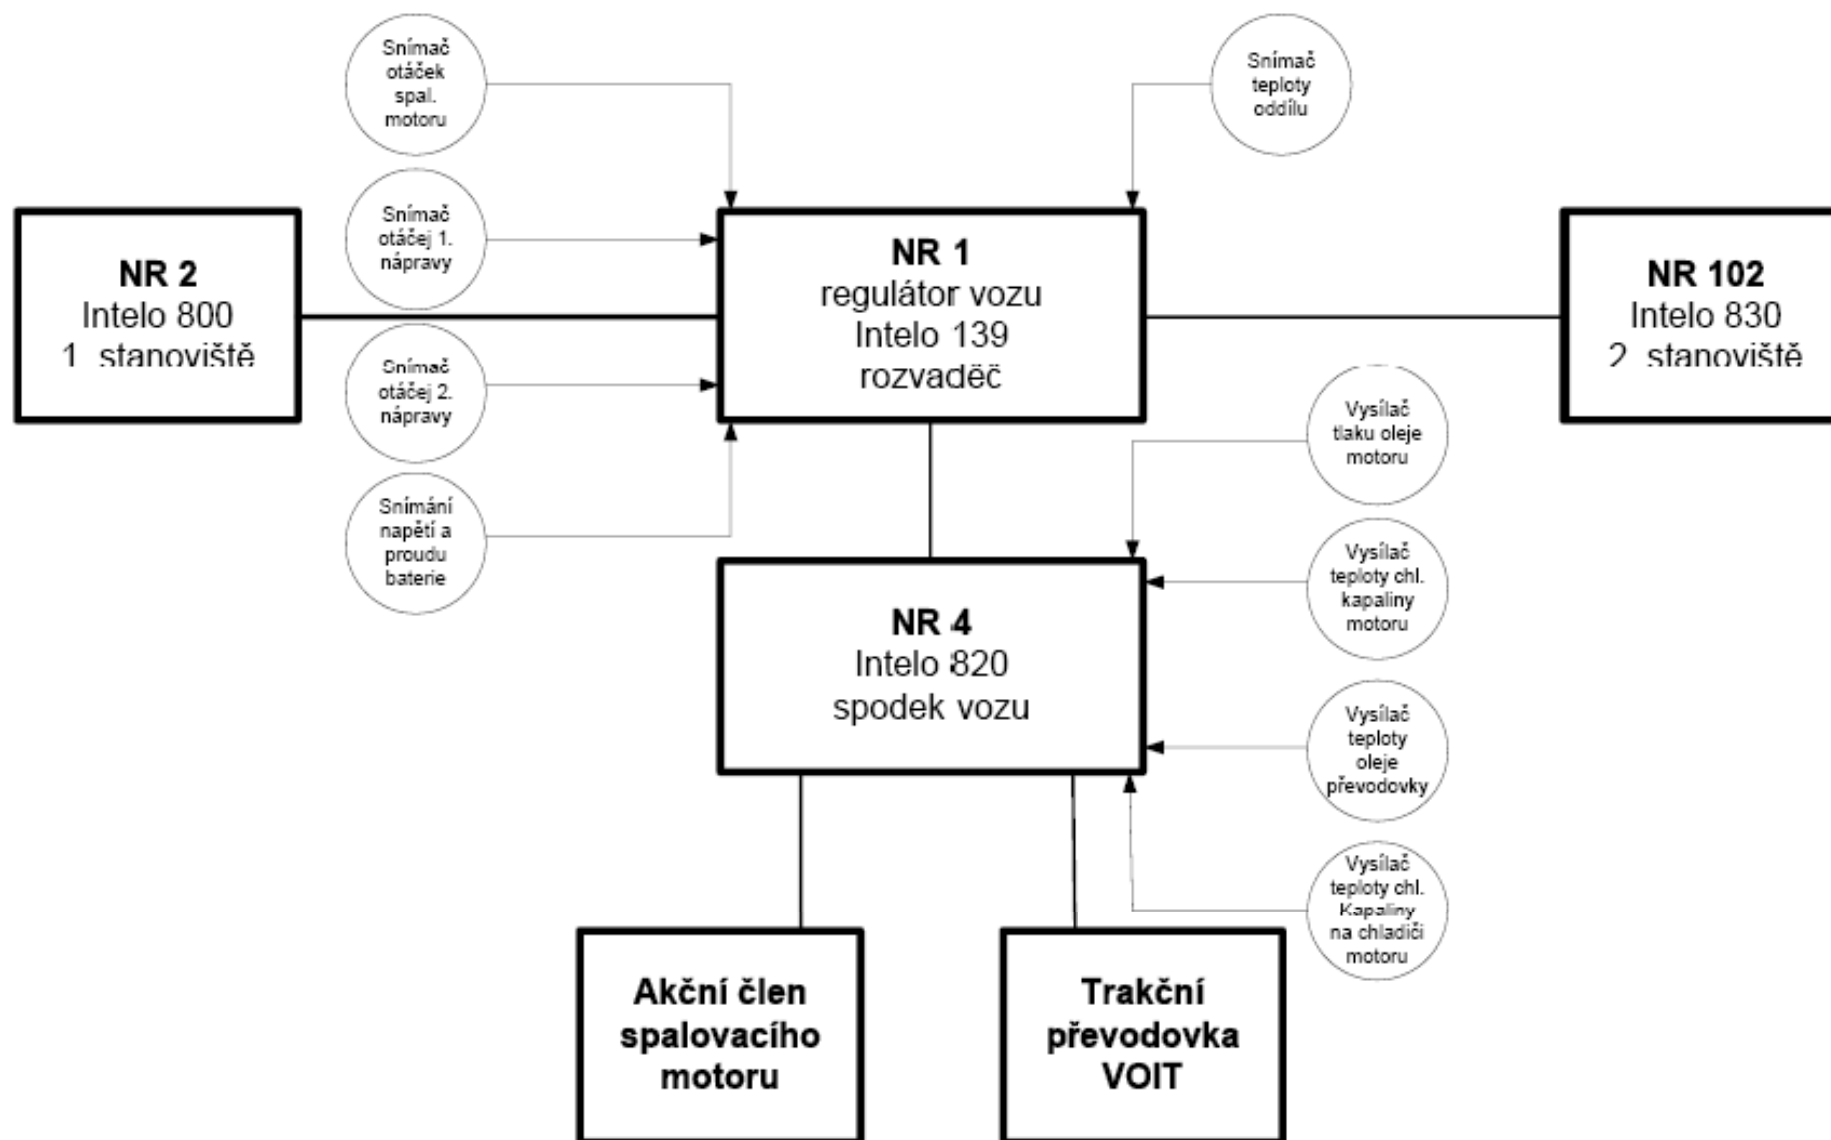 Snímač
otáček
spal.
motoru
Snímač
teploty
oddílu
Snímač
otáčej 1.
nápravy
NR 2
Intelo 800
1. stanoviště
NR 1
regulátor vozu
Intelo 139
rozvaděč
NR 102
Intelo 830
2. stanoviště
Snímač
otáčej 2.
nápravy
Vysílač
tlaku oleje
motoru
Snímání
napětí a
proudu
baterie
Vysílač
teploty chl.
kapaliny
motoru
NR 4
Intelo 820
spodek vozu
Vysílač
teploty
oleje
převodovky
Vysílač
teploty chl.
Kapaliny
na chladiči
motoru
Akční člen
spalovacího
motoru
Trakční
převodovka
VOIT